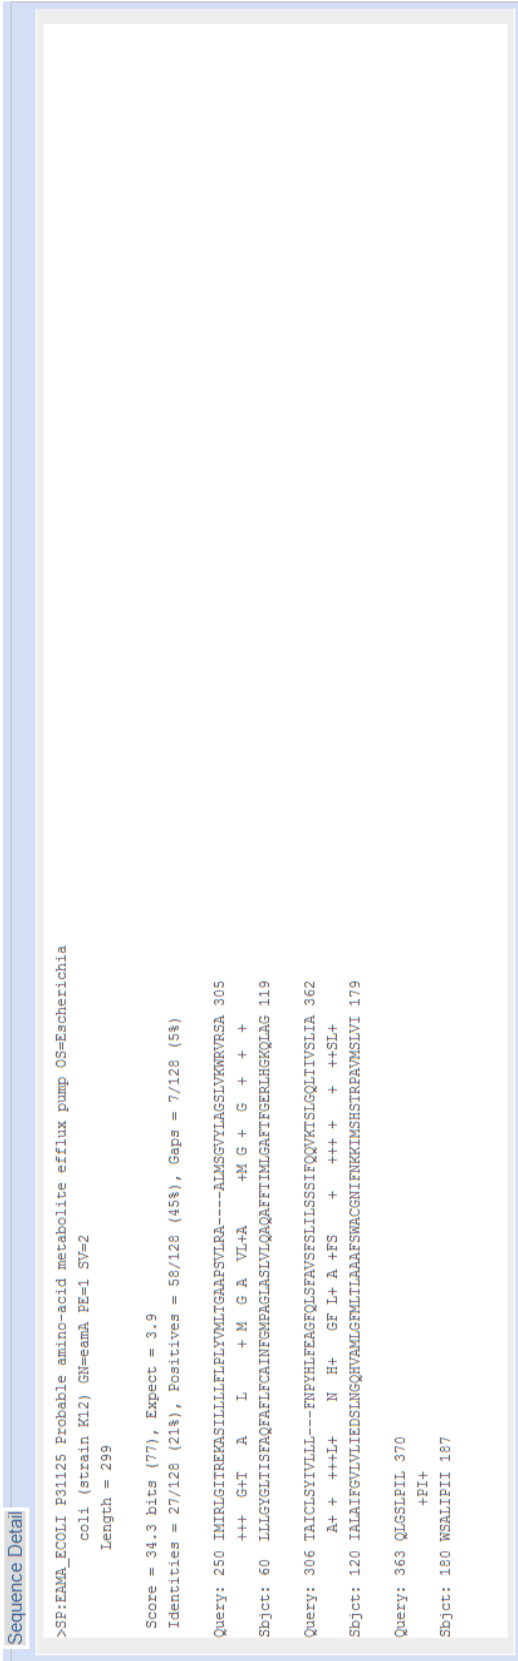 Sequence Detail
>SP:EAMA_ECOLI P31125 Probable amino-acid metabolite efflux pump OS=Escherichia
coli (strain K12) GN=eamA PE=1 SV=2
Length = 299
Score = 34.3 bits (77), Expect = 3.9
Identities = 27/128 (21%), Positives = 58/128 (45%), Gaps = 7/128 (5%)
Query: 250 IMIRLGITREKASILLLLFLPLYVMLTGAAPSVLRA----ALMSGVYLAGSLVKWRVRSA 305
+++ G+T A L + M G A VL+A +M G + G + + +
Sbjct: 60 LLLGYGLTISFAQFAFLFCAINFGMPAGLASLVLQAQAFFTIMLGAFTFGERLHGKQLAG 119
Query: 306 TAICLSYIVLLL---FNPYHLFEAGFQLSFAVSFSLILSSSIFQQVKTSLGQLTIVSLIA 362
A+ + +++L+ N H+ GF L+ A +FS + +++ + + ++SL+
Sbjct: 120 IALAIFGVLVLIEDSLNGQHVAMLGFMLTLAAAFSWACGNIFNKKIMSHSTRPAVMSLVI 179
Query: 363 QLGSLPIL 370
+PI+
Sbjct: 180 WSALIPII 187